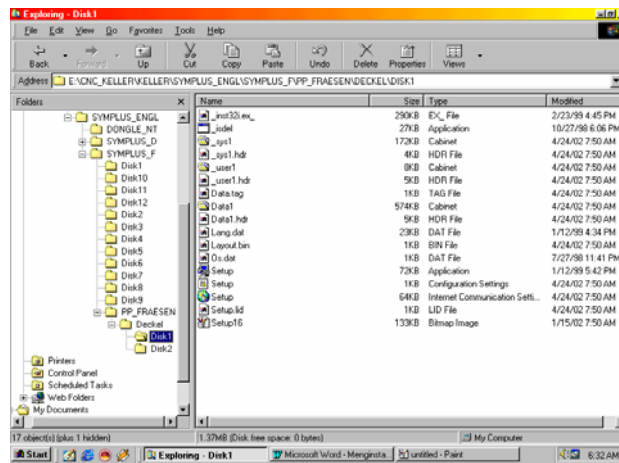 Exploring - Disk1
File Edit View Go Favorites Tools Help
Back Forward Up Cut Copy Paste Undo Delete Properties Views
Address E:\CNC_KELLER\KELLER\SYMPLUS_ENGL\SYMPLUS_F\PP_FRAESEN\DECKEL\DISK1
Folders
SYMPLUS_ENGL
DONGLE_NT
SYMPLUS_D
SYMPLUS_F
Disk1
Disk10
Disk11
Disk12
Disk2
Disk3
Disk4
Disk5
Disk6
Disk7
Disk8
Disk9
PP_FRAESEN
Deckel
Disk1
Disk2
Printers
Control Panel
Scheduled Tasks
Web Folders
My Documents
Name Size Type Modified
_inst32i.ex_ 290KB EX_ File 2/23/99 4:45 PM
_isdel 27KB Application 10/27/98 6:06 PM
_sys1 172KB Cabinet 4/24/02 7:50 AM
_sys1.hdr 4KB HDR File 4/24/02 7:50 AM
_user1 0KB Cabinet 4/24/02 7:50 AM
_user1.hdr 5KB HDR File 4/24/02 7:50 AM
Data.tag 1KB TAG File 4/24/02 7:50 AM
Data1 574KB Cabinet 4/24/02 7:50 AM
Data1.hdr 5KB HDR File 4/24/02 7:50 AM
Lang.dat 23KB DAT File 1/12/99 4:34 PM
Layout.bin 1KB BIN File 4/24/02 7:50 AM
Os.dat 1KB DAT File 7/27/98 11:41 PM
Setup 72KB Application 1/12/99 5:42 PM
Setup 1KB Configuration Settings 4/24/02 7:50 AM
Setup 64KB Internet Communication Setti... 4/24/02 7:50 AM
Setup.lid 1KB LID File 4/24/02 7:50 AM
Setup16 133KB Bitmap Image 1/15/02 7:50 AM
17 object(s) (plus 1 hidden) 1.37MB (Disk free space: 0 bytes) My Computer
Start Exploring - Disk1 Microsoft Word - Menginsta... untitled - Paint 6:32 AM